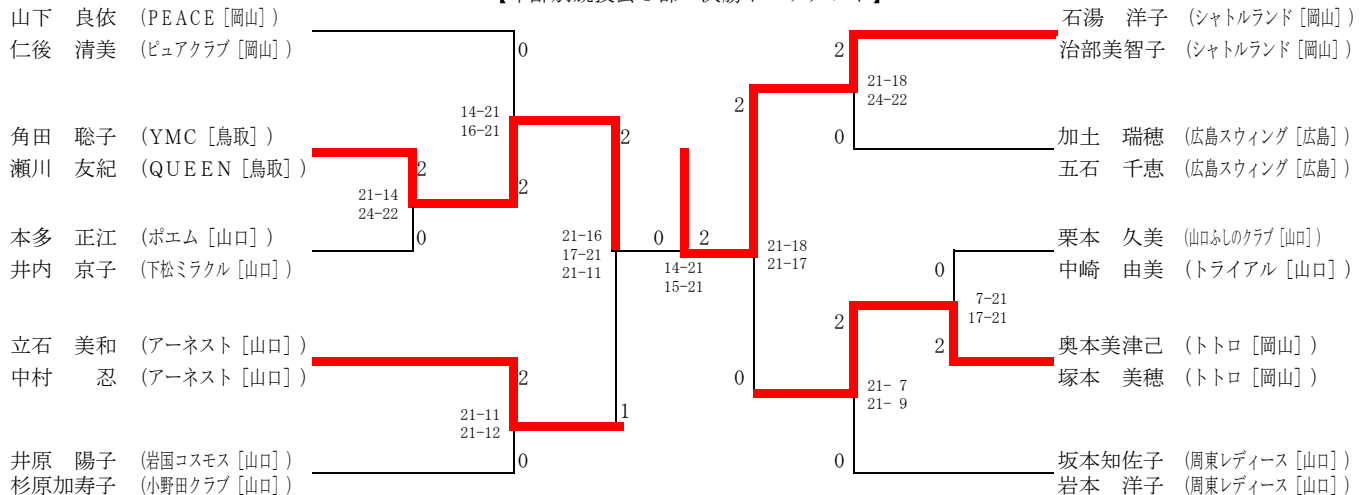 山下　良依　(PEACE［岡山］)
仁後　清美　(ピュアクラブ［岡山］)
0
14-21
16-21
角田　聡子　(YMC［鳥取］)
瀬川　友紀　(QUEEN［鳥取］)
2
2
2
21-14
24-22
本多　正江　(ポエム［山口］)
井内　京子　(下松ミラクル［山口］)
0
21-16
17-21
21-11
立石　美和　(アーネスト［山口］)
中村　　忍　(アーネスト［山口］)
2
1
21-11
21-12
井原　陽子　(岩国コスモス［山口］)
杉原加寿子　(小野田クラブ［山口］)
0
0
2
14-21
15-21
石湯　洋子　(シャトルランド［岡山］)
治部美智子　(シャトルランド［岡山］)
2
21-18
24-22
2
0
加土　瑞穂　(広島スウィング［広島］)
五石　千恵　(広島スウィング［広島］)
21-18
21-17
栗本　久美　(山口ふしのクラブ［山口］)
中崎　由美　(トライアル［山口］)
0
7-21
17-21
2
2
奥本美津己　(トトロ［岡山］)
塚本　美穂　(トトロ［岡山］)
0
21- 7
21- 9
0
坂本知佐子　(周東レディース［山口］)
岩本　洋子　(周東レディース［山口］)